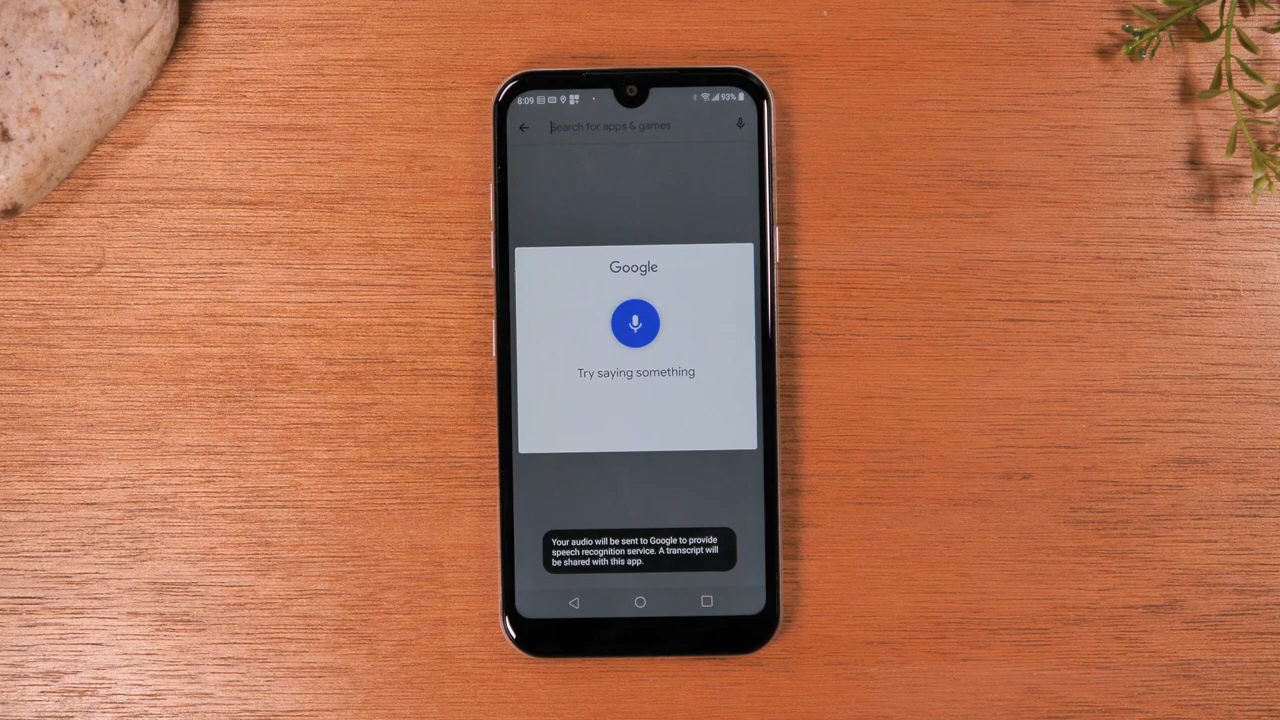 8:09 93%
Search for apps & games
Google
Try saying something
Your audio will be sent to Google to provide
speech recognition service. A transcript will
be shared with this app.